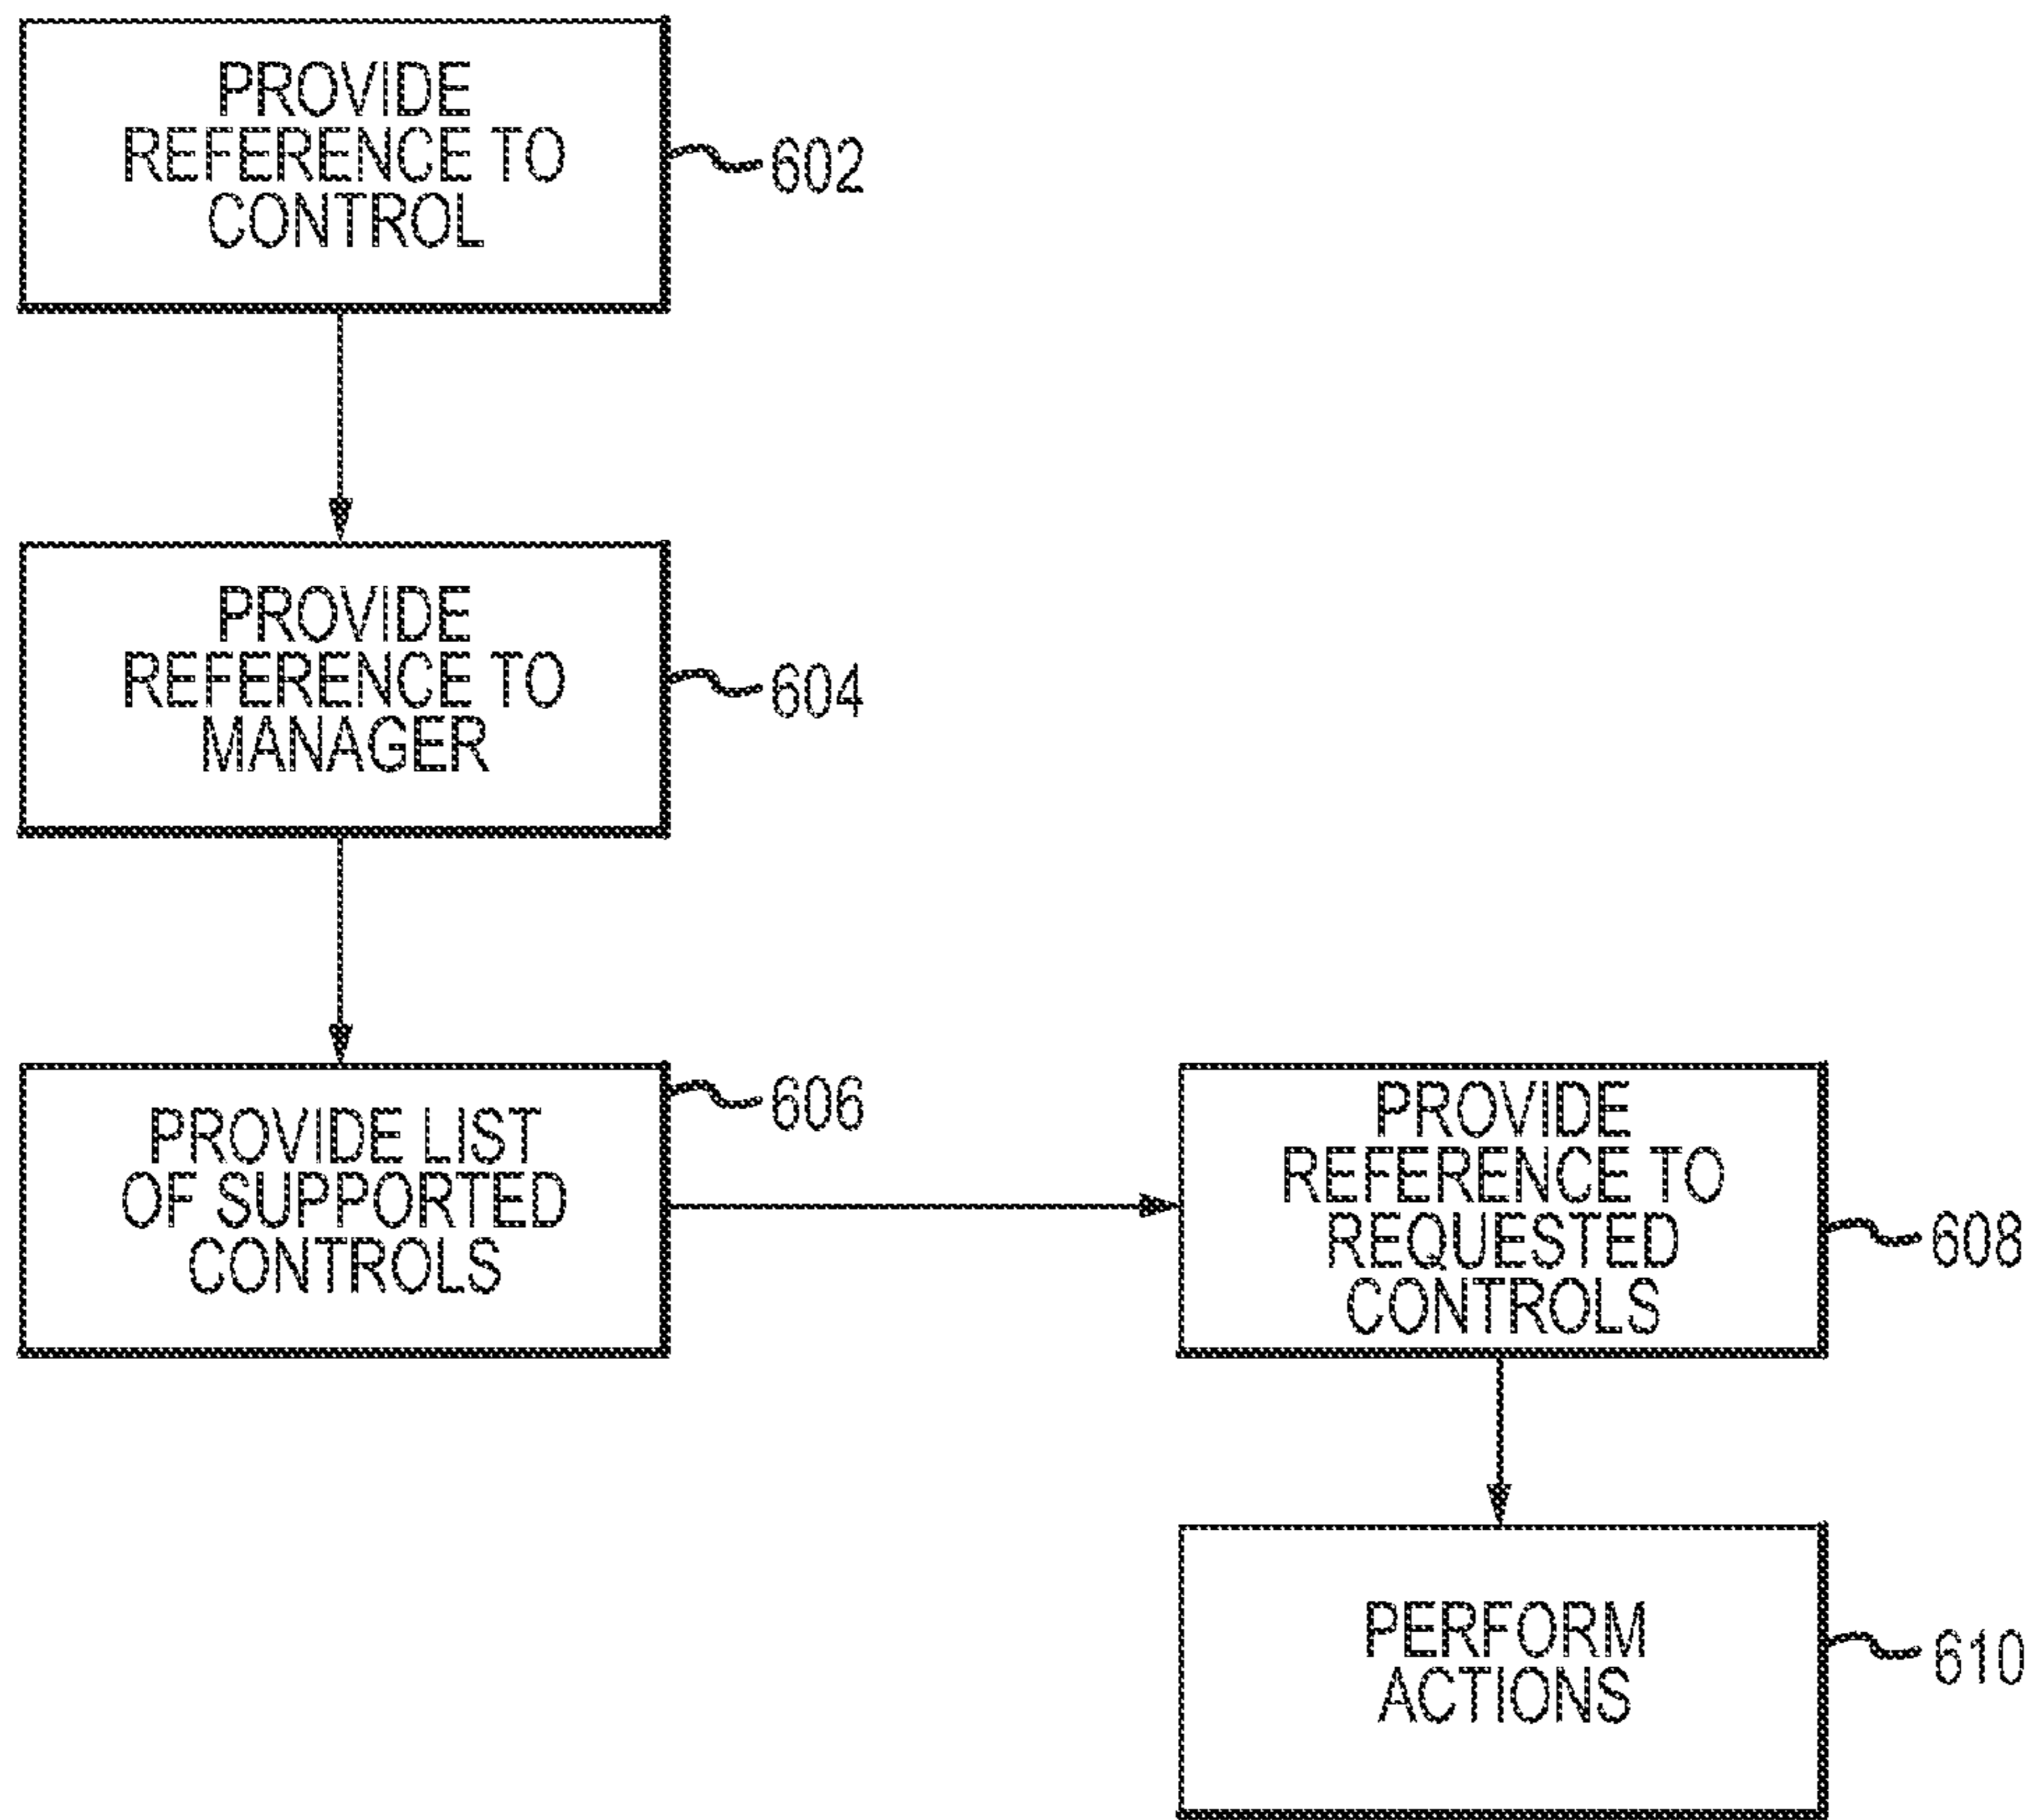 PROVIDE
REFERENCE TO
CONTROL
602
PROVIDE
REFERENCE TO
MANAGER
604
PROVIDE LIST
OF SUPPORTED
CONTROLS
606
PROVIDE
REFERENCE TO
REQUESTED
CONTROLS
608
PERFORM
ACTIONS
610